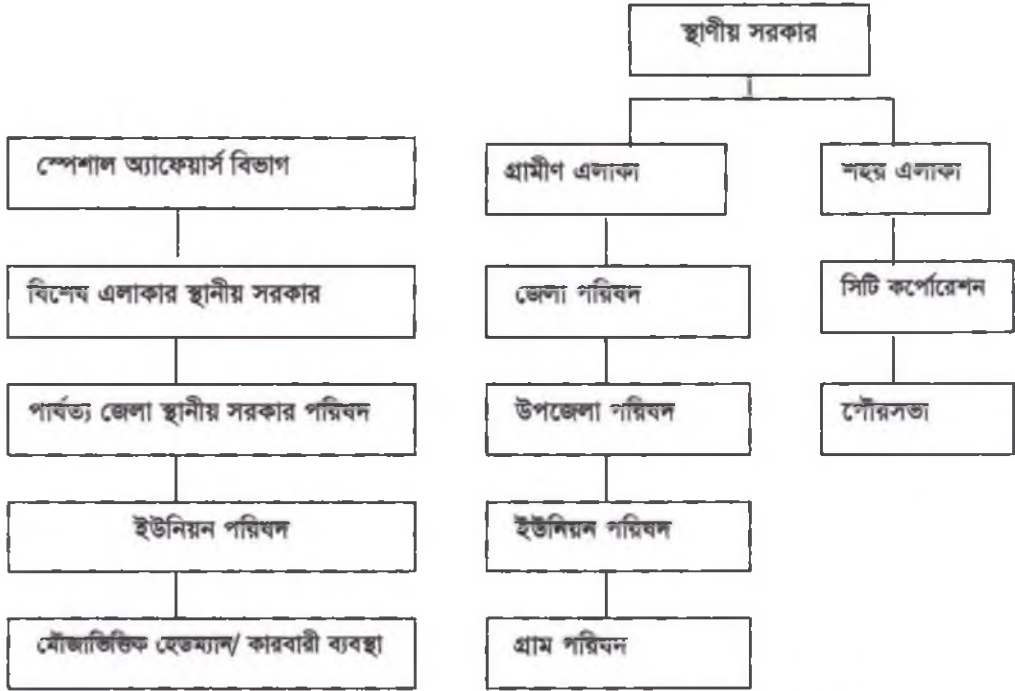 স্থাণীয় সরকার
স্পেশাল অ্যাফেয়ার্স বিভাগ
গ্রামীণ এলাকা
শহর এলাকা
বিশেষ এলাকার স্থানীয় সরকার
জেলা পরিষদ
সিটি কর্পোরেশন
পার্বত্য জেলা স্থানীয় সরকার পরিষদ
উপজেলা পরিষদ
পৌরসভা
ইউনিয়ন পরিষদ
ইউনিয়ন পরিষদ
মৌজাভিত্তিক হেডম্যান/ কারবারী ব্যবস্থা
গ্রাম পরিষদ